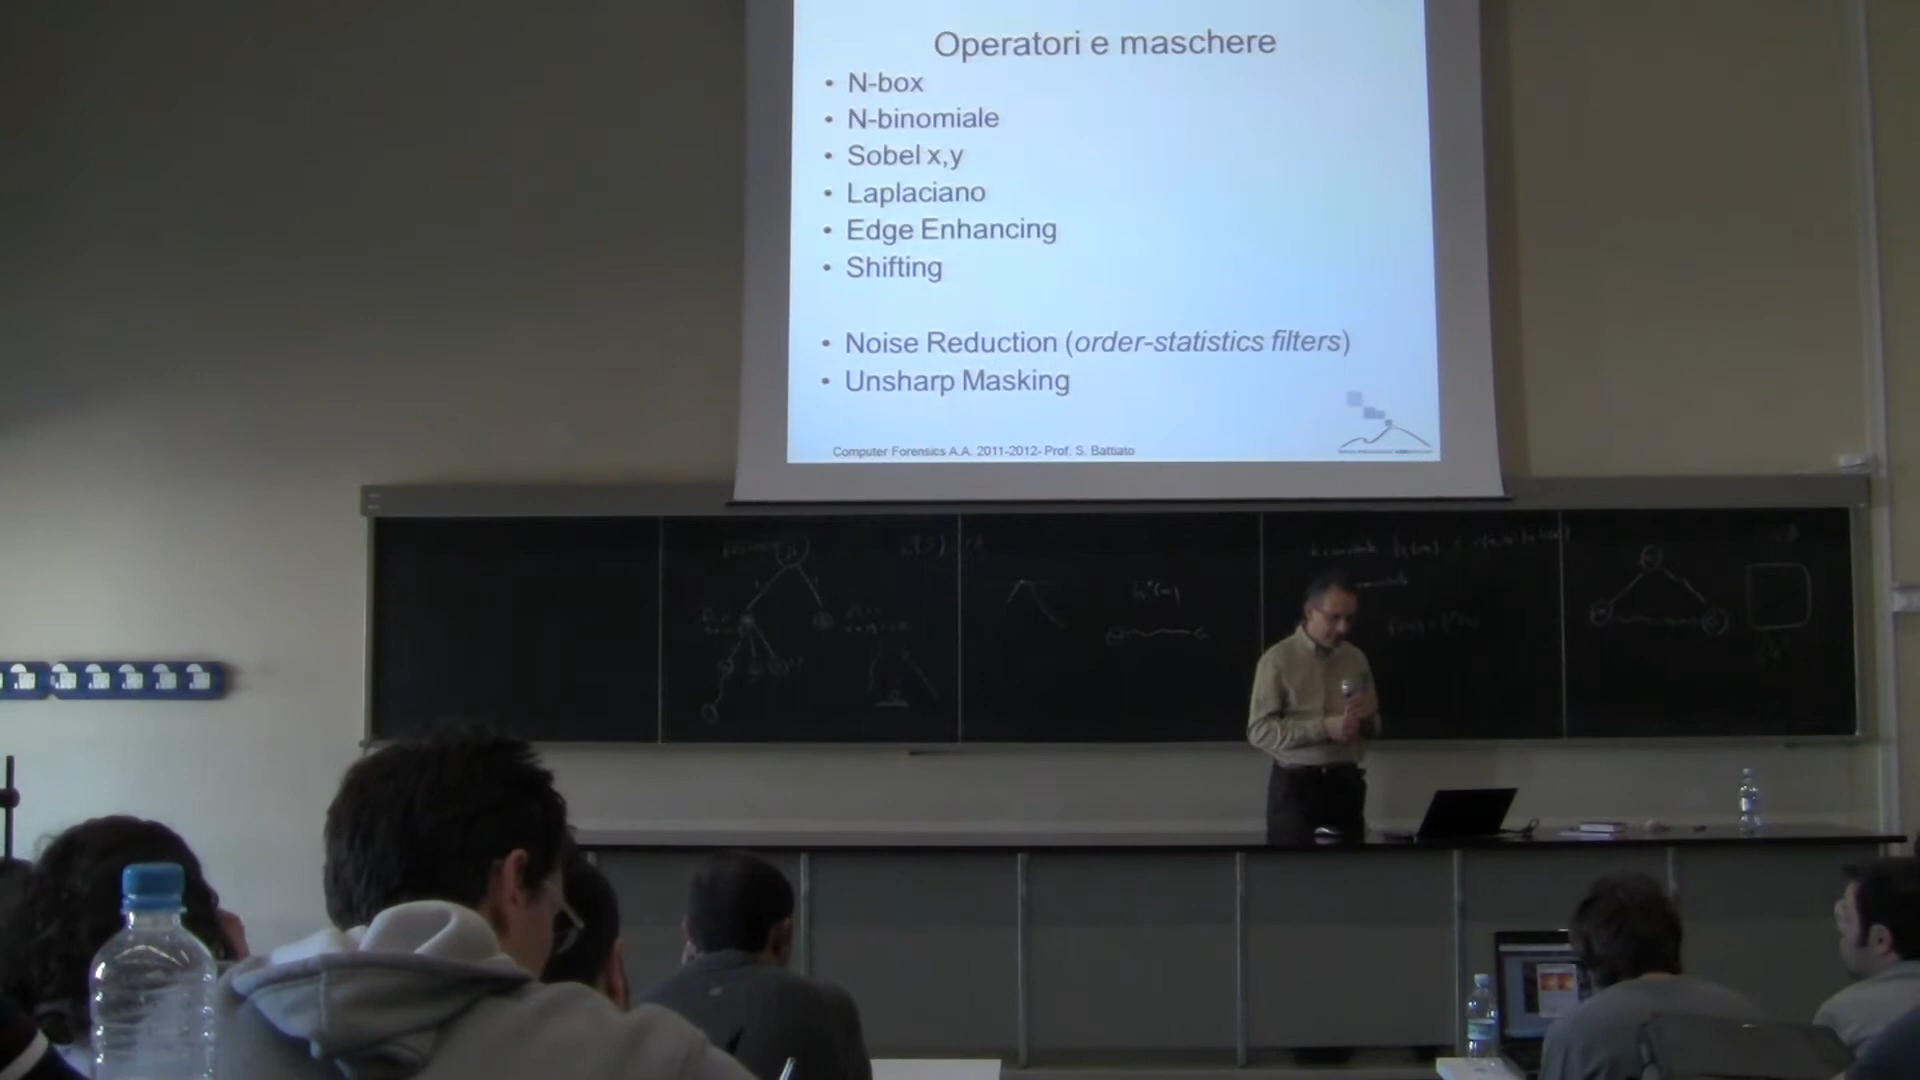 Operatori e maschere
• N-box
• N-binomiale
• Sobel x,y
• Laplaciano
• Edge Enhancing
• Shifting
• Noise Reduction (order-statistics filters)
• Unsharp Masking
Computer Forensics A.A. 2011-2012- Prof. S. Battiato